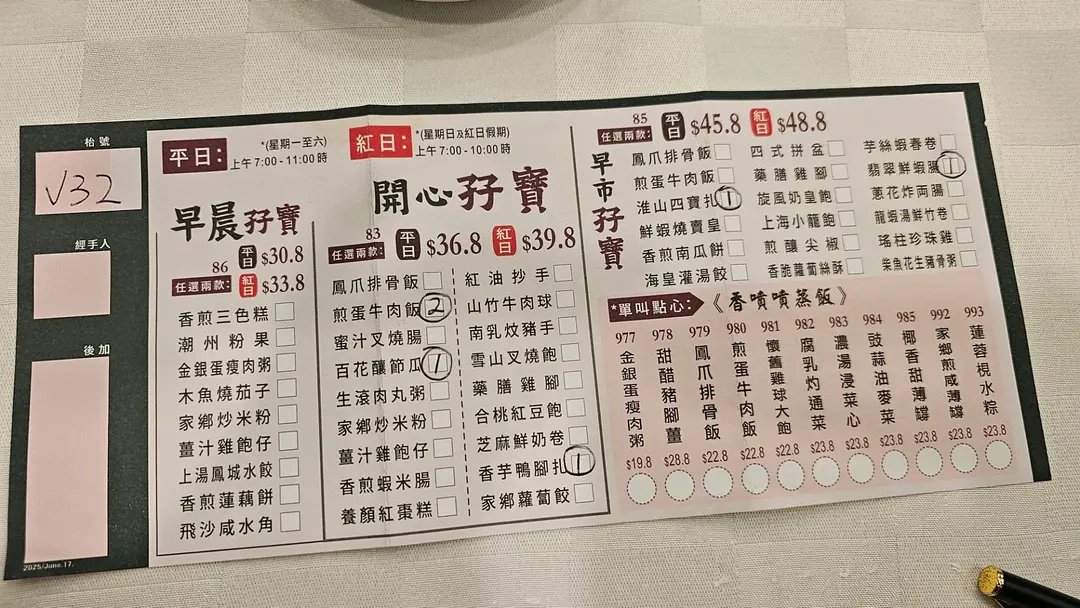 枱號
V32
經手人
後加
2025/June.17.
平日:
*(星期一至六)
上午 7:00 - 11:00 時
紅日:
*(星期日及紅日假期)
上午 7:00 - 10:00 時
早晨孖寶
86
任選兩款:
平日 $30.8
紅日 $33.8
香煎三色糕
潮州粉果
金銀蛋瘦肉粥
木魚燒茄子
家鄉炒米粉
薑汁雞飽仔
上湯鳳城水餃
香煎蓮藕餅
飛沙咸水角
開心孖寶
83
任選兩款:
平日 $36.8
紅日 $39.8
鳳爪排骨飯
煎蛋牛肉飯 2
蜜汁叉燒腸
百花釀節瓜 1
生滾肉丸粥
家鄉炒米粉
薑汁雞飽仔
香煎蝦米腸
養顏紅棗糕
紅油抄手
山竹牛肉球
南乳炆豬手
雪山叉燒飽
藥膳雞腳
合桃紅豆飽
芝麻鮮奶卷
香芋鴨腳扎 1
家鄉蘿蔔餃
早市孖寶
85
任選兩款:
平日 $45.8
紅日 $48.8
鳳爪排骨飯
煎蛋牛肉飯
淮山四寶扎 1
鮮蝦燒賣皇
香煎南瓜餅
海皇灌湯餃
四式拼盆
藥膳雞腳
旋風奶皇飽
上海小籠飽
煎釀尖椒
香脆蘿蔔絲酥
芋絲蝦春卷
翡翠鮮蝦腸 1
蔥花炸兩腸
龍蝦湯鮮竹卷
瑤柱珍珠雞
柴魚花生豬骨粥
*單叫點心:
《香噴噴蒸飯》
977 金銀蛋瘦肉粥 $19.8
978 甜醋豬腳薑 $28.8
979 鳳爪排骨飯 $22.8
980 煎蛋牛肉飯 $22.8
981 懷舊雞球大飽 $22.8
982 腐乳灼通菜 $23.8
983 濃湯浸菜心 $23.8
984 豉蒜油麥菜 $23.8
985 椰香甜薄罉 $23.8
992 家鄉煎咸薄罉 $23.8
993 蓮蓉梘水粽 $23.8